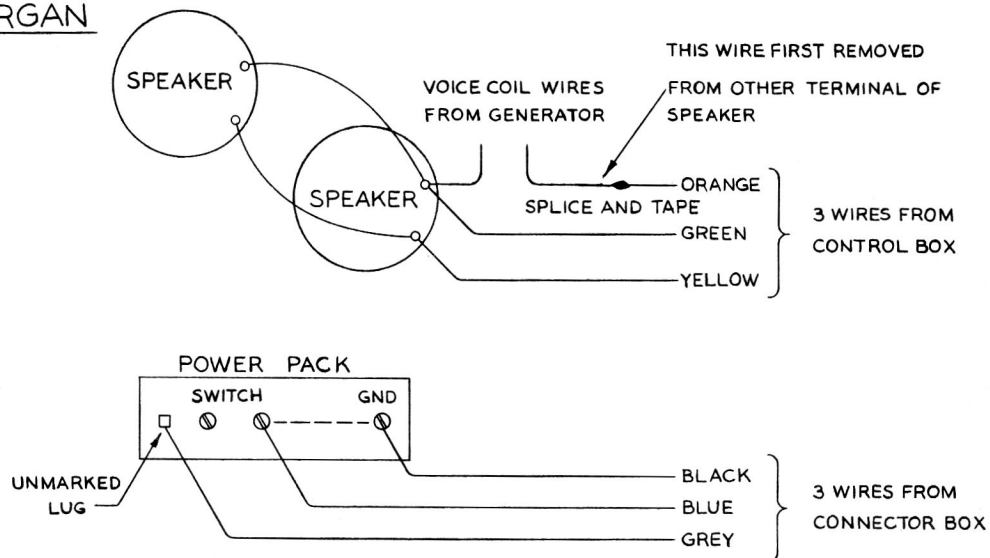 RGAN
SPEAKER
SPEAKER
VOICE COIL WIRES
FROM GENERATOR
THIS WIRE FIRST REMOVED
FROM OTHER TERMINAL OF
SPEAKER
SPLICE AND TAPE
ORANGE
GREEN
YELLOW
3 WIRES FROM
CONTROL BOX
POWER PACK
SWITCH
GND
UNMARKED
LUG
BLACK
BLUE
GREY
3 WIRES FROM
CONNECTOR BOX